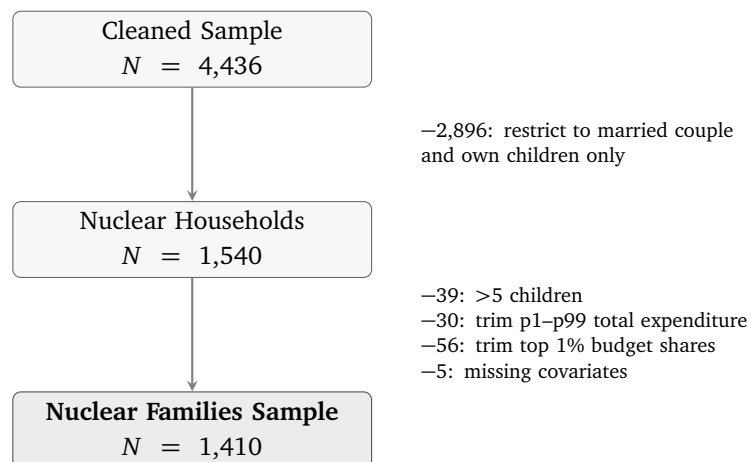 Cleaned Sample
N = 4,436
−2,896: restrict to married couple
and own children only
Nuclear Households
N = 1,540
−39: >5 children
−30: trim p1–p99 total expenditure
−56: trim top 1% budget shares
−5: missing covariates
Nuclear Families Sample
N = 1,410